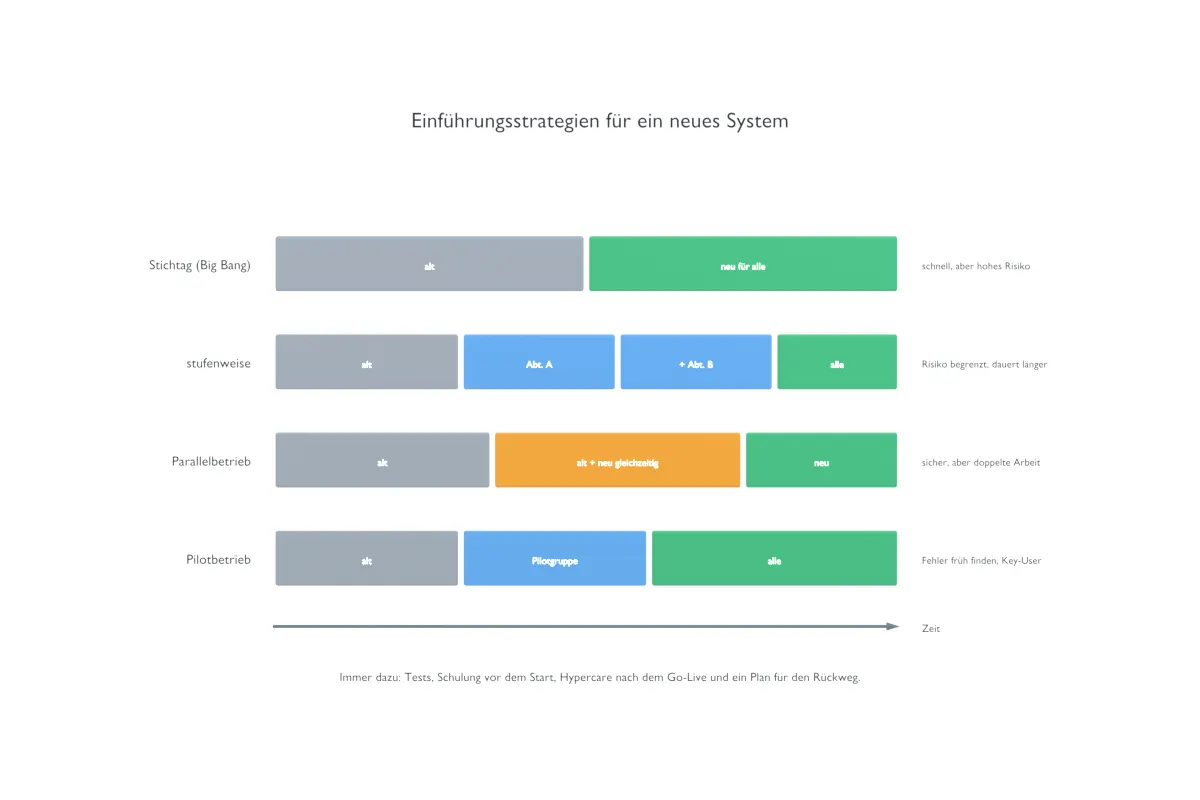 Einführungsstrategien für ein neues System
Stichtag (Big Bang) alt neu für alle schnell, aber hohes Risiko
stufenweise alt Abt. A + Abt. B alle Risiko begrenzt, dauert länger
Parallelbetrieb alt alt + neu gleichzeitig neu sicher, aber doppelte Arbeit
Pilotbetrieb alt Pilotgruppe alle Fehler früh finden, Key-User
Zeit
Immer dazu: Tests, Schulung vor dem Start, Hypercare nach dem Go-Live und ein Plan für den Rückweg.